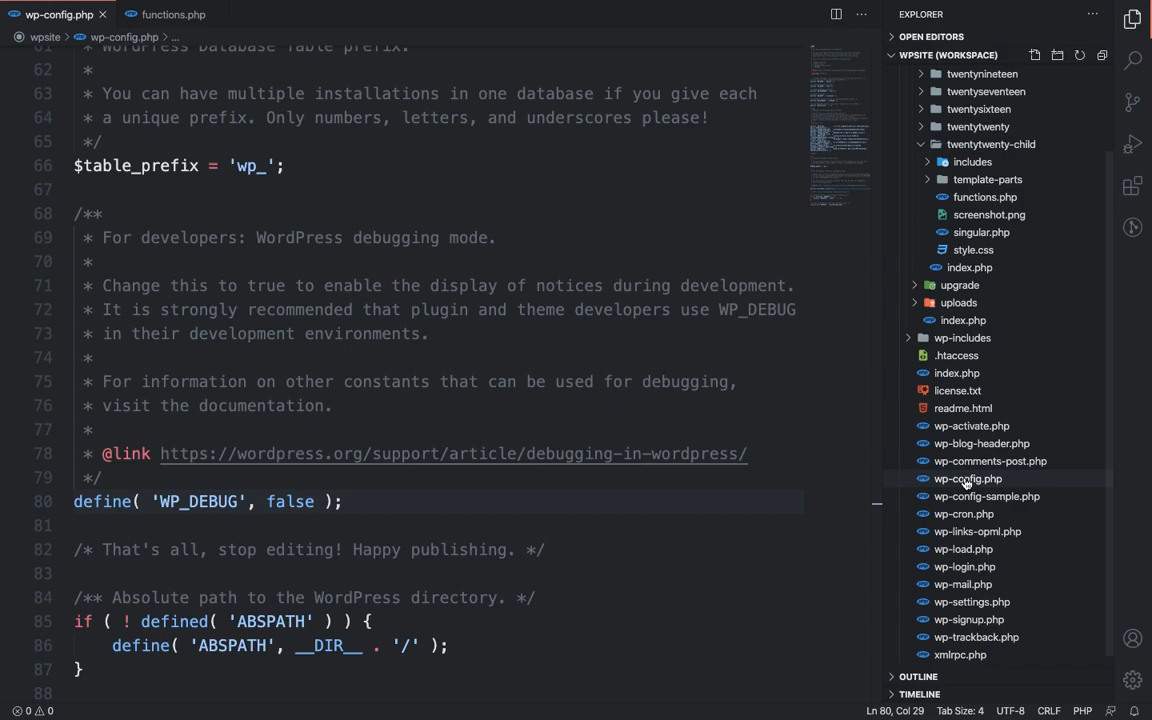 wp-config.php
functions.php
wpsite > wp-config.php > ...
61 * WordPress Database Table prefix.
62 *
63 * You can have multiple installations in one database if you give each
64 * a unique prefix. Only numbers, letters, and underscores please!
65 */
66 $table_prefix = 'wp_';
67
68 /**
69 * For developers: WordPress debugging mode.
70 *
71 * Change this to true to enable the display of notices during development.
72 * It is strongly recommended that plugin and theme developers use WP_DEBUG
73 * in their development environments.
74 *
75 * For information on other constants that can be used for debugging,
76 * visit the documentation.
77 *
78 * @link https://wordpress.org/support/article/debugging-in-wordpress/
79 */
80 define( 'WP_DEBUG', false );
81
82 /* That's all, stop editing! Happy publishing. */
83
84 /** Absolute path to the WordPress directory. */
85 if ( ! defined( 'ABSPATH' ) ) {
86 define( 'ABSPATH', __DIR__ . '/' );
87 }
88
EXPLORER
OPEN EDITORS
WPSITE (WORKSPACE)
twentynineteen
twentyseventeen
twentysixteen
twentytwenty
twentytwenty-child
includes
template-parts
functions.php
screenshot.png
singular.php
style.css
index.php
upgrade
uploads
index.php
wp-includes
.htaccess
index.php
license.txt
readme.html
wp-activate.php
wp-blog-header.php
wp-comments-post.php
wp-config.php
wp-config-sample.php
wp-cron.php
wp-links-opml.php
wp-load.php
wp-login.php
wp-mail.php
wp-settings.php
wp-signup.php
wp-trackback.php
xmlrpc.php
OUTLINE
TIMELINE
0 0
Ln 80, Col 29 Tab Size: 4 UTF-8 CRLF PHP